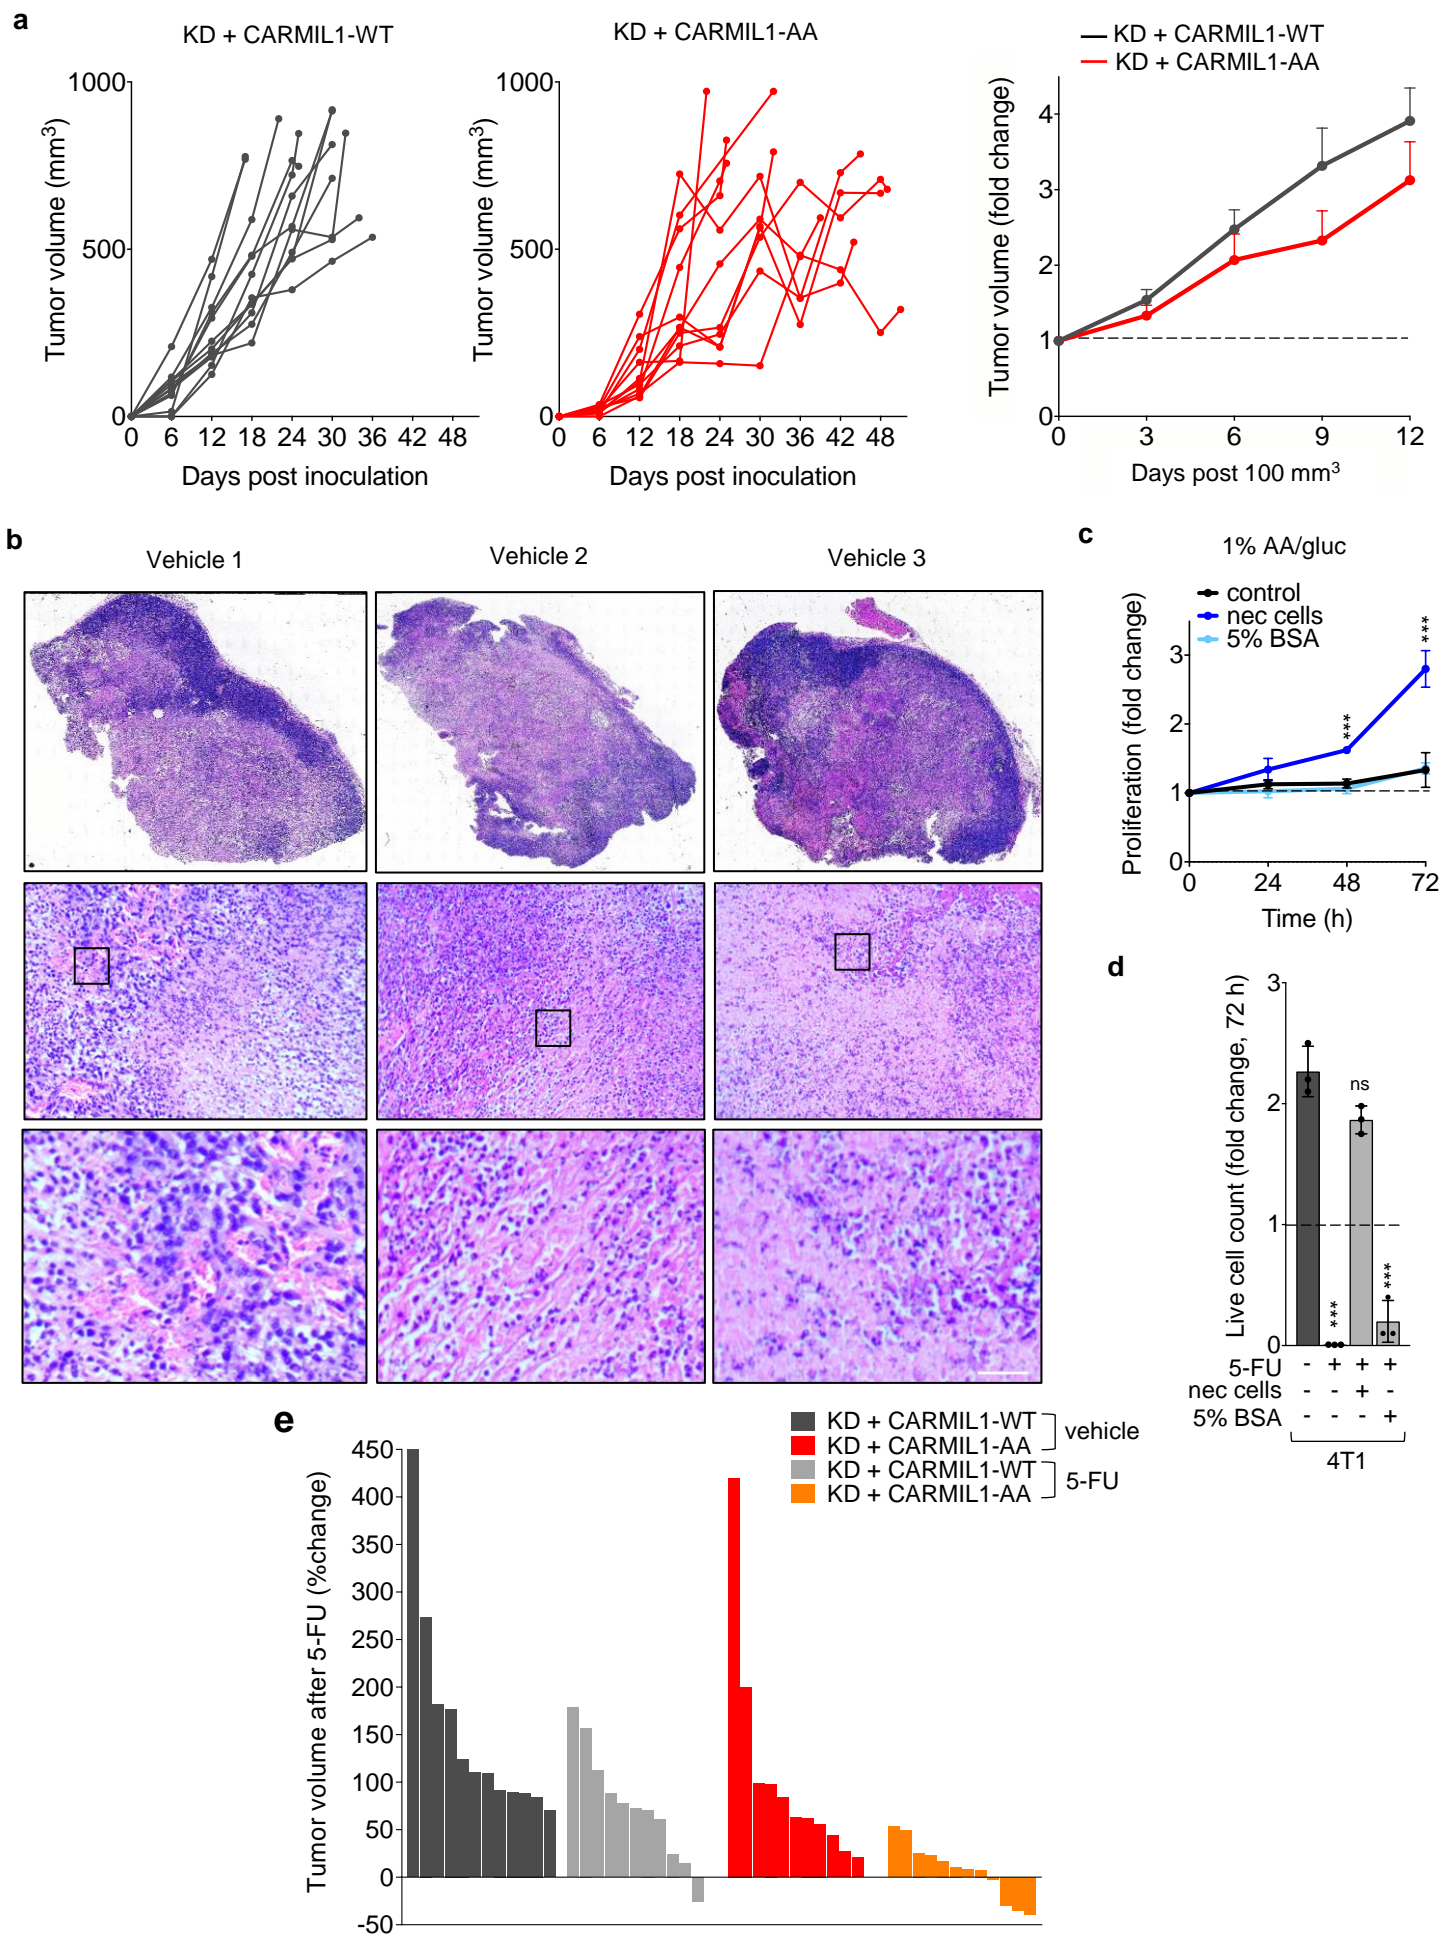 a
KD + CARMIL1-WT
Tumor volume (mm3)
1000
500
0
0 6 12 18 24 30 36 42 48
Days post inoculation
KD + CARMIL1-AA
Tumor volume (mm3)
1000
500
0
0 6 12 18 24 30 36 42 48
Days post inoculation
KD + CARMIL1-WT
KD + CARMIL1-AA
Tumor volume (fold change)
4
3
2
1
0
0 3 6 9 12
Days post 100 mm3
b
Vehicle 1
Vehicle 2
Vehicle 3
c
1% AA/gluc
control
nec cells
5% BSA
Proliferation (fold change)
3
2
1
0
***
***
0 24 48 72
Time (h)
d
Live cell count (fold change, 72 h)
3
2
1
0
***
ns
***
5-FU - + + +
nec cells - - + -
5% BSA - - - +
4T1
e
KD + CARMIL1-WT
KD + CARMIL1-AA
vehicle
KD + CARMIL1-WT
KD + CARMIL1-AA
5-FU
Tumor volume after 5-FU (%change)
450
400
350
300
250
200
150
100
50
0
-50